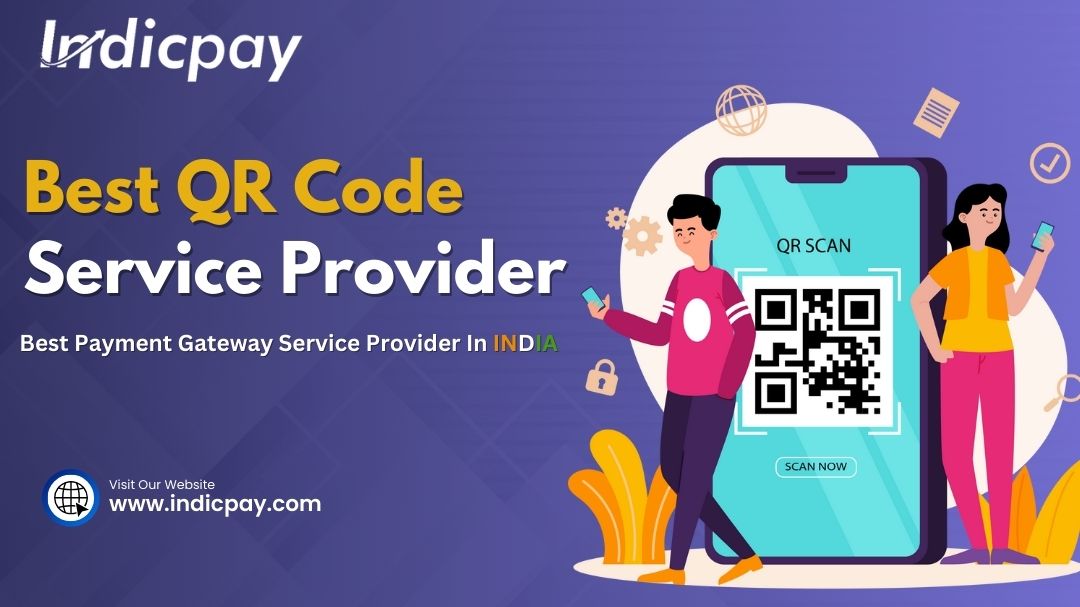 Indicpay
Best QR Code
Service Provider
Best Payment Gateway Service Provider In INDIA
Visit Our Website
www.indicpay.com
QR SCAN
SCAN NOW